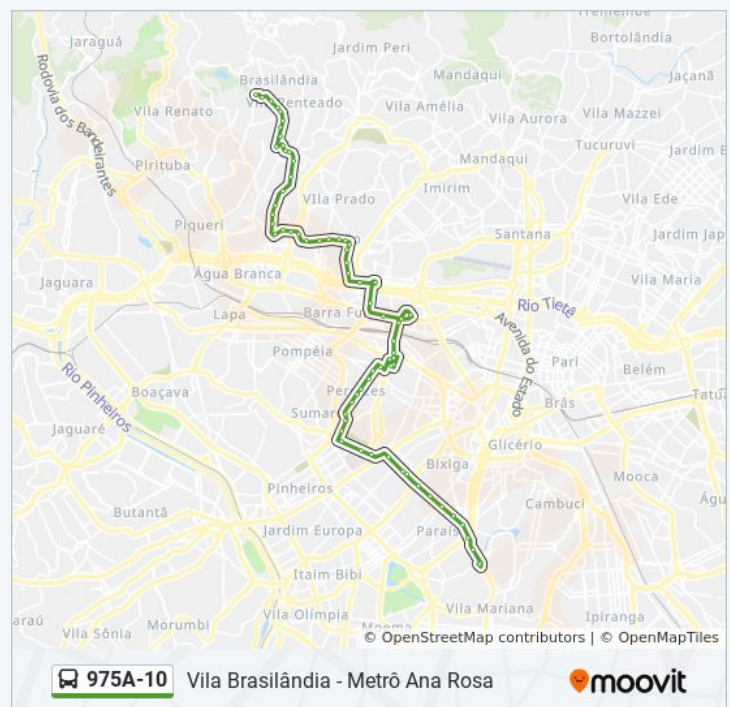 Tremembé
Bortolândia
Jaraguá
Jardim Peri
Brasilândia
Mandaqui
Jaçanã
Vila Amélia
Vila Renato
Vila Penteado
Vila Aurora
Vila Mazzei
Rodovia dos Bandeirantes
Tucuruvi
Jardim B
Pirituba
Mandaqui
Imirim
VIla Prado
Vila Ede
Piqueri
Santana
Jardim Jap
Água Branca
Jaguara
Vila Maria
Lapa
Barra Fu
Rio Tietê
Avenida do Estado
Pompéia
Pari
Belém
Rio Pinheiros
Boaçava
Perdizes
Brás
Tatu
Sumar
Jaguaré
Glicério
Bixiga
Mooca
Pinheiros
Águ
Cambuci
Butantã
Jardim Europa
Paraís
Itaim Bibi
Vila Mariana
araú
Vila Olímpia
Ipiranga
Morumbi
Moema
Vila Sônia
© OpenStreetMap contributors | © OpenMapTiles
975A-10 Vila Brasilândia - Metrô Ana Rosa
moovit